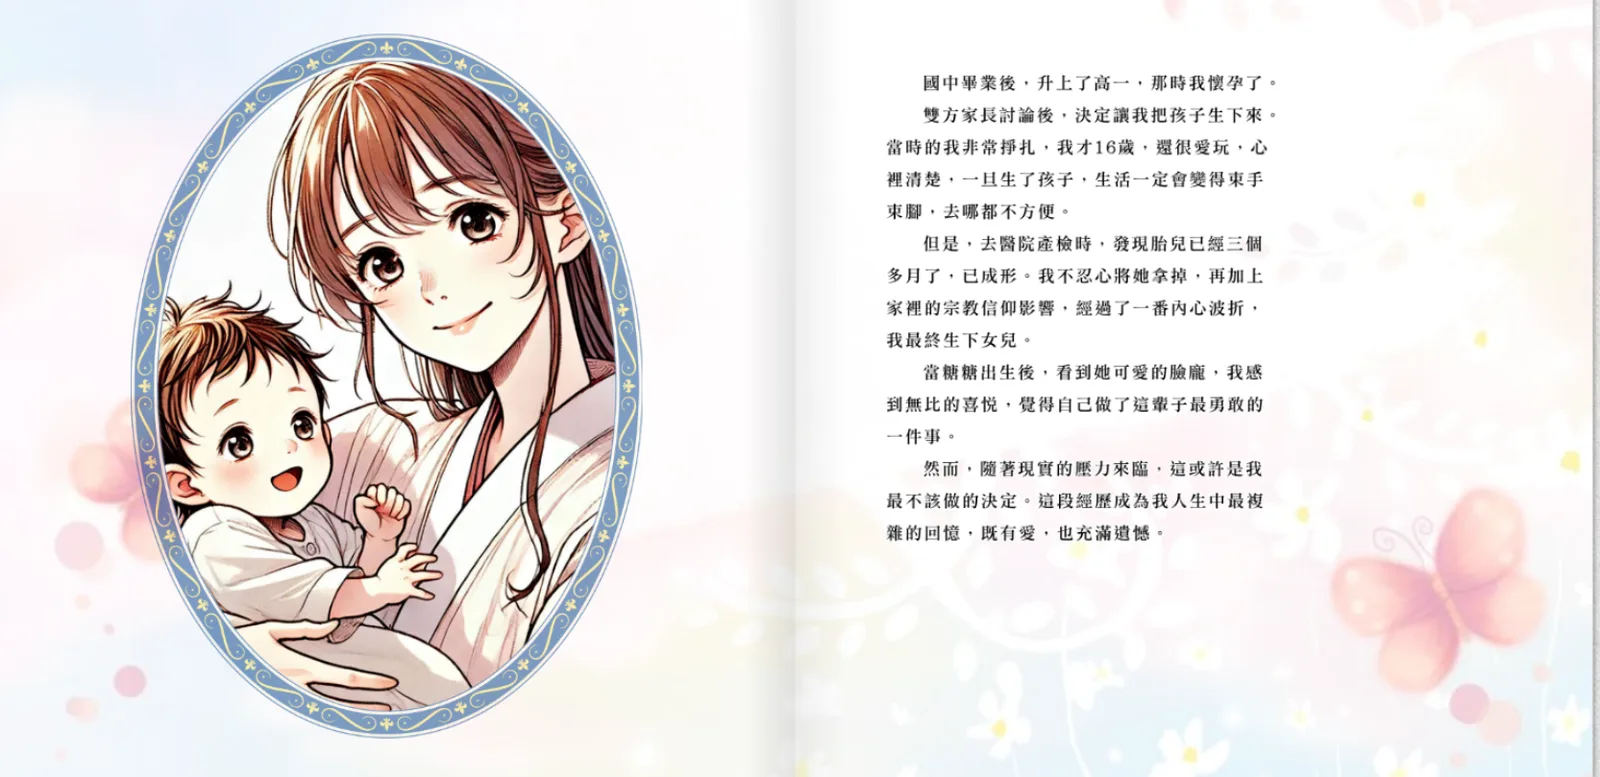 國中畢業後，升上了高一，那時我懷孕了。
雙方家長討論後，決定讓我把孩子生下來。
當時的我非常掙扎，我才16歲，還很愛玩，心
裡清楚，一旦生了孩子，生活一定會變得束手
束腳，去哪都不方便。
但是，去醫院產檢時，發現胎兒已經三個
多月了，已成形。我不忍心將她拿掉，再加上
家裡的宗教信仰影響，經過了一番內心波折，
我最終生下女兒。
當糖糖出生後，看到她可愛的臉龐，我感
到無比的喜悅，覺得自己做了這輩子最勇敢的
一件事。
然而，隨著現實的壓力來臨，這或許是我
最不該做的決定。這段經歷成為我人生中最複
雜的回憶，既有愛，也充滿遺憾。